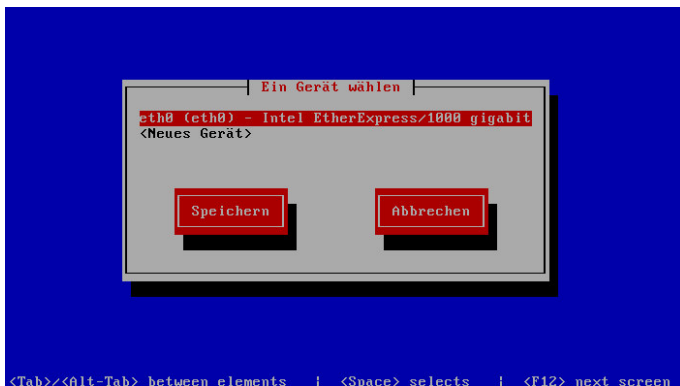 Ein Gerät wählen
eth0 (eth0) - Intel EtherExpress/1000 gigabit
<Neues Gerät>
Speichern
Abbrechen
<Tab>/<Alt-Tab> between elements | <Space> selects | <F12> next screen